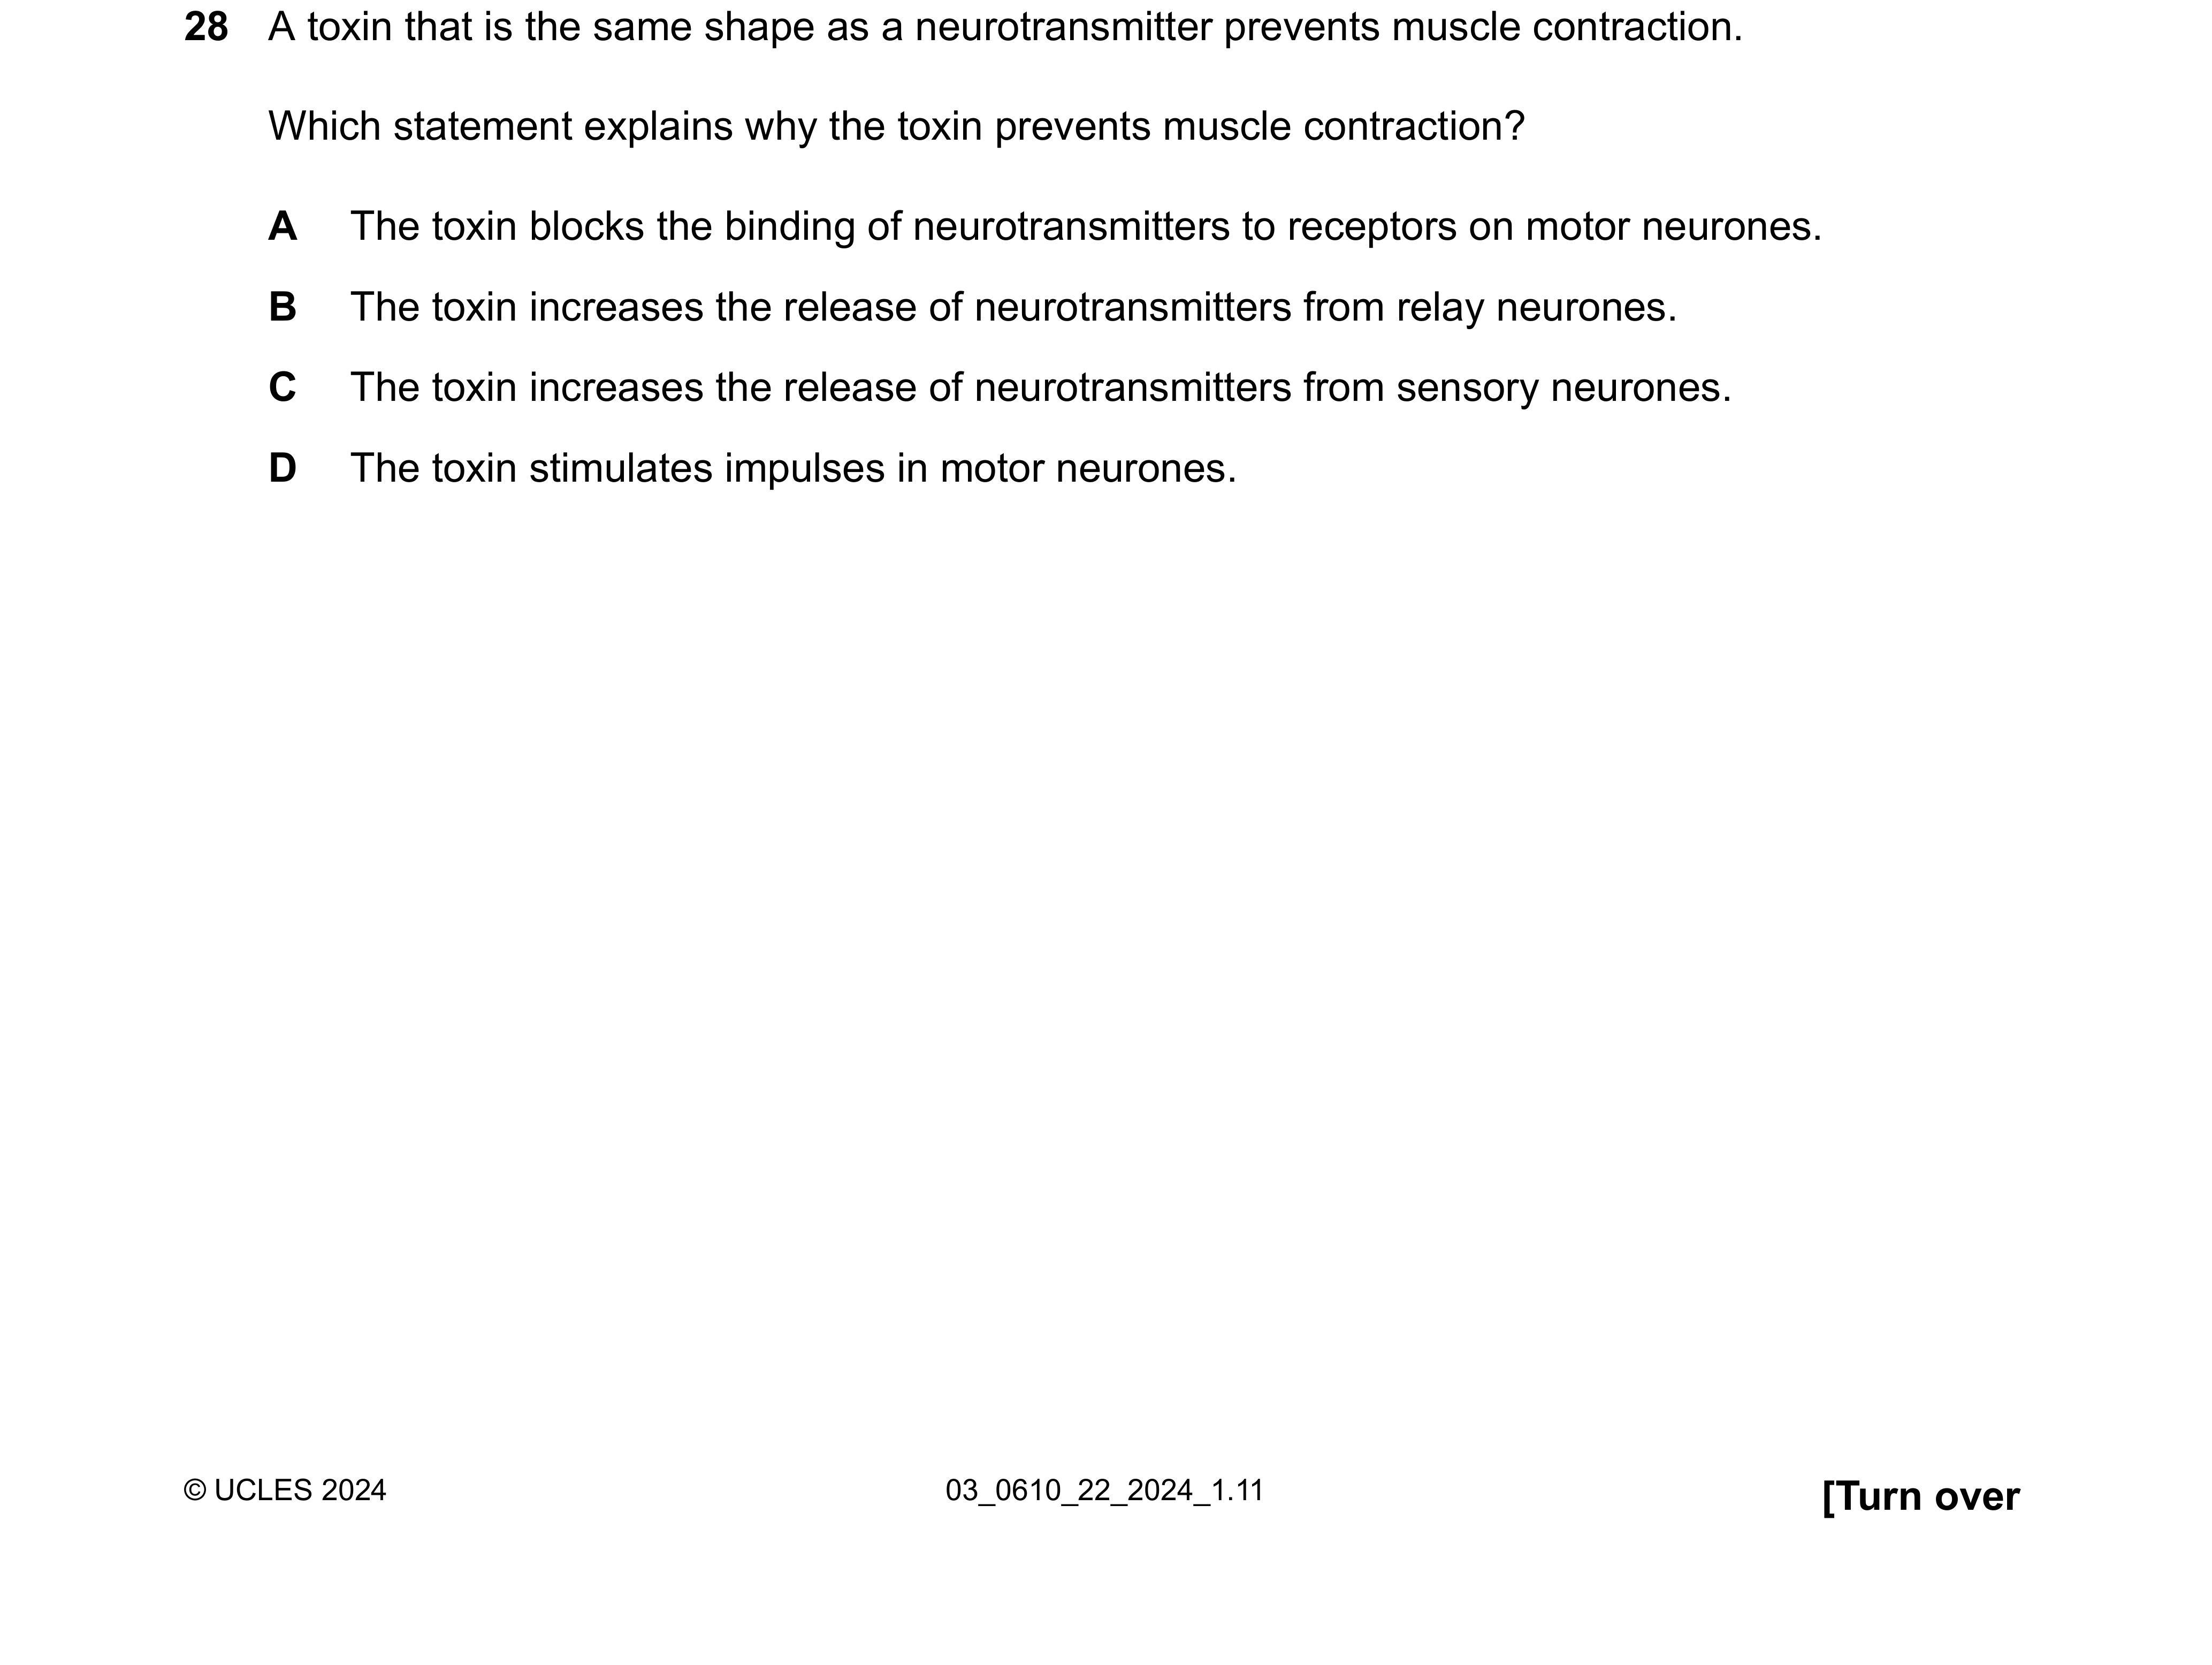 28 A toxin that is the same shape as a neurotransmitter prevents muscle contraction.
Which statement explains why the toxin prevents muscle contraction?
A The toxin blocks the binding of neurotransmitters to receptors on motor neurones.
B The toxin increases the release of neurotransmitters from relay neurones.
C The toxin increases the release of neurotransmitters from sensory neurones.
D The toxin stimulates impulses in motor neurones.
© UCLES 2024 03_0610_22_2024_1.11 [Turn over